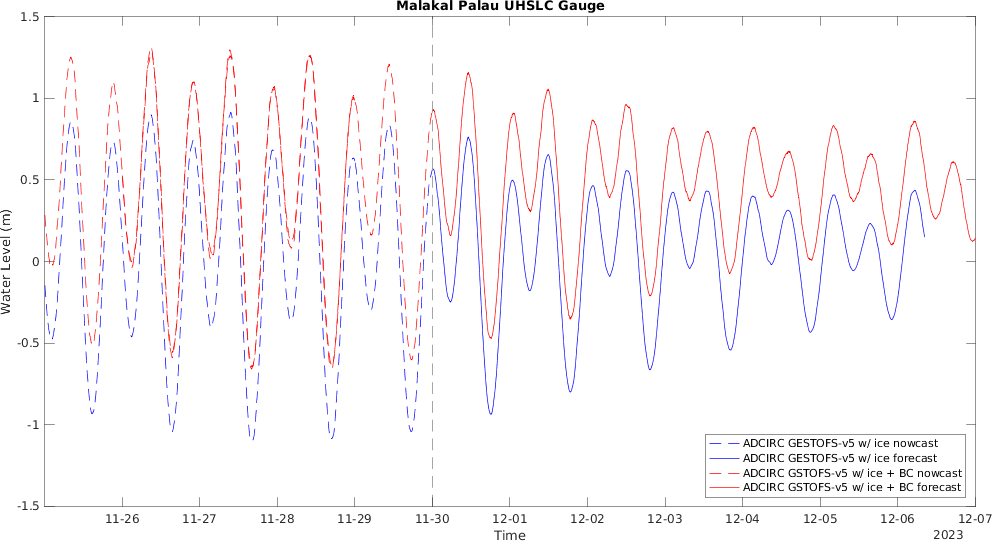 Malakal Palau UHSLC Gauge
1.5
1
0.5
0
-0.5
-1
-1.5
Water Level (m)
ADCIRC GESTOFS-v5 w/ ice nowcast
ADCIRC GESTOFS-v5 w/ ice forecast
ADCIRC GSTOFS-v5 w/ ice + BC nowcast
ADCIRC GSTOFS-v5 w/ ice + BC forecast
11-26 11-27 11-28 11-29 11-30 12-01 12-02 12-03 12-04 12-05 12-06 12-07
Time
2023